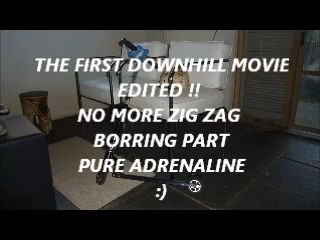 THE FIRST DOWNHILL MOVIE
EDITED !!
NO MORE ZIG ZAG
BORRING PART
PURE ADRENALINE
:)